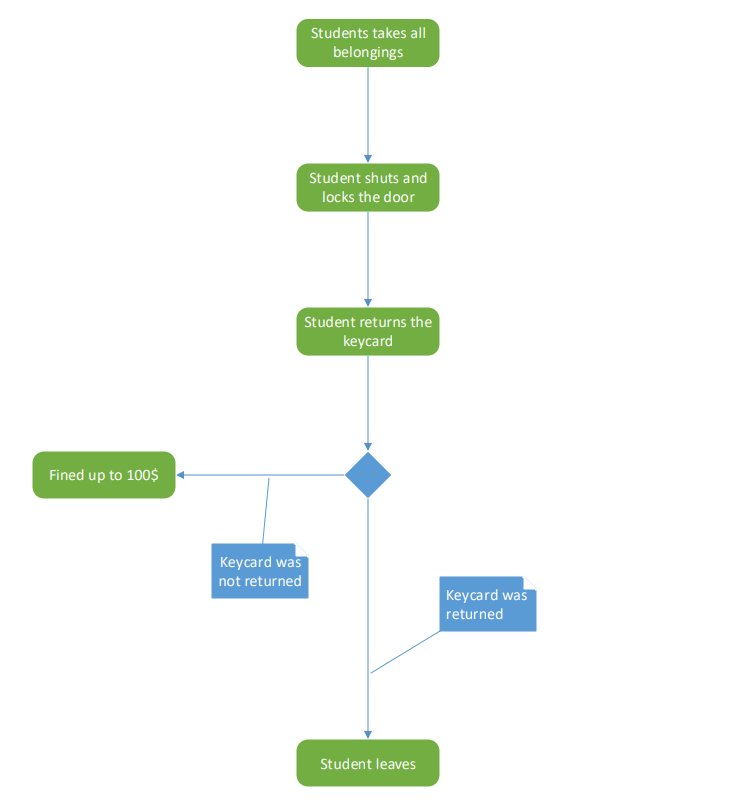 Students takes all
belongings
Student shuts and
locks the door
Student returns the
keycard
Fined up to 100$
Keycard was
not returned
Keycard was
returned
Student leaves